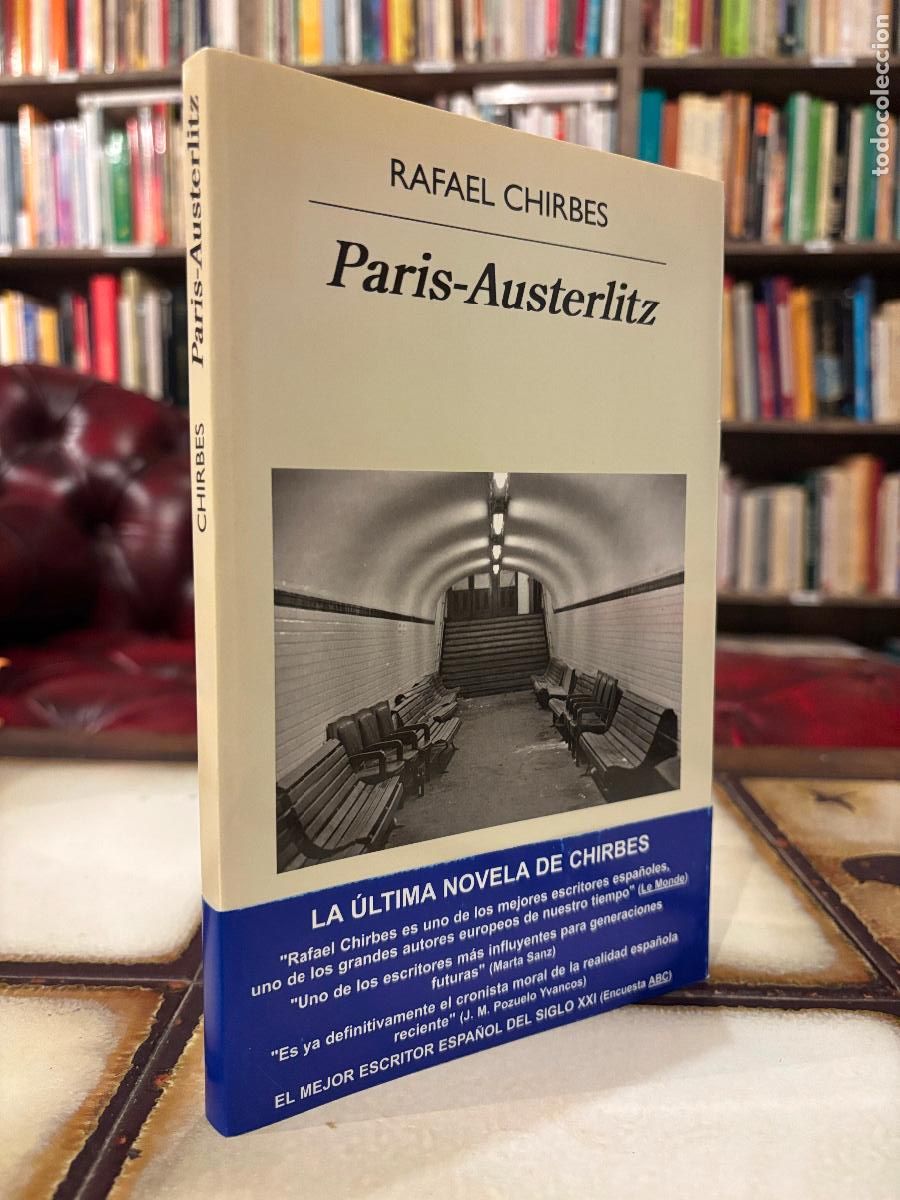 RAFAEL CHIRBES
Paris-Austerlitz
CHIRBES Paris-Austerlitz
LA ÚLTIMA NOVELA DE CHIRBES
"Rafael Chirbes es uno de los mejores escritores españoles,
uno de los grandes autores europeos de nuestro tiempo" (Le Monde)
"Uno de los escritores más influyentes para generaciones
futuras" (Marta Sanz)
"Es ya definitivamente el cronista moral de la realidad española
reciente" (J. M. Pozuelo Yvancos)
EL MEJOR ESCRITOR ESPAÑOL DEL SIGLO XXI (Encuesta ABC)
todocoleccion